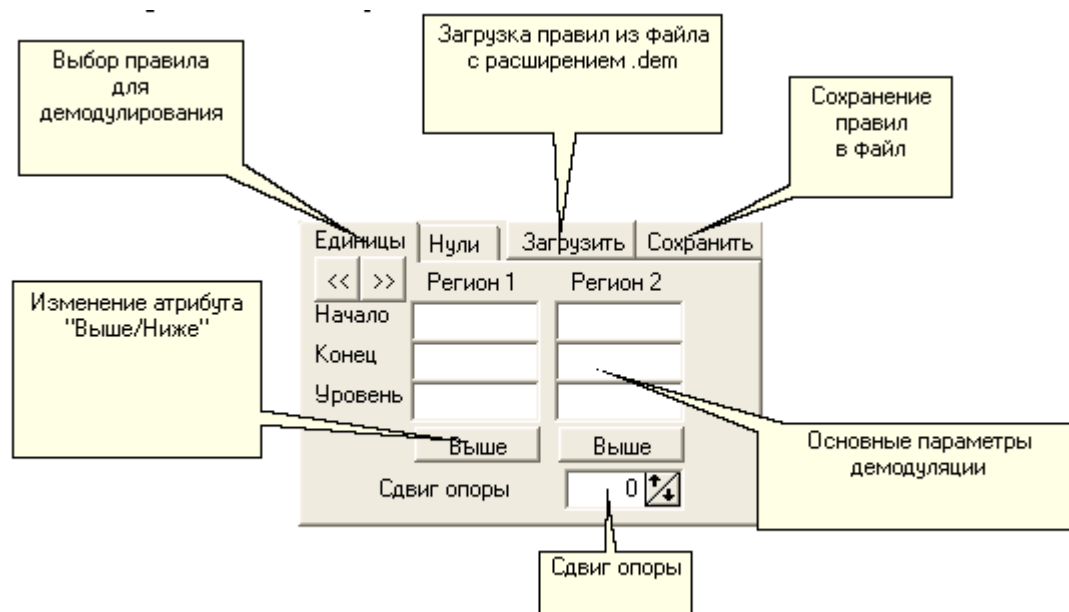 Загрузка правил из файла
с расширением .dem
Выбор правила
для
демодулирования
Сохранение
правил
в файл
Единицы Нули Загрузить Сохранить
<< >> Регион 1 Регион 2
Изменение атрибута
"Выше/Ниже"
Начало
Конец
Уровень
Выше Выше
Основные параметры
демодуляции
Сдвиг опоры 0
Сдвиг опоры